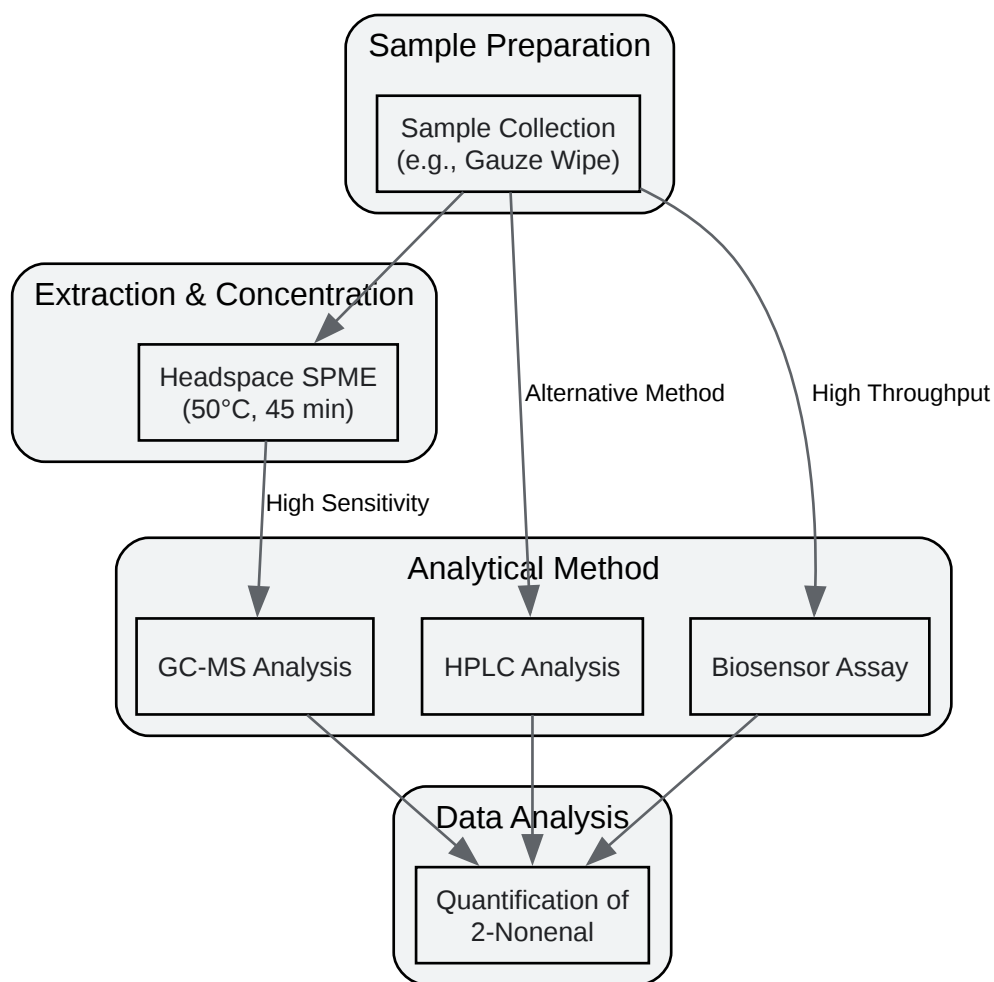 Sample Preparation
Sample Collection
(e.g., Gauze Wipe)
Extraction & Concentration
Headspace SPME
(50°C, 45 min)
Alternative Method
High Throughput
High Sensitivity
Analytical Method
GC-MS Analysis
HPLC Analysis
Biosensor Assay
Data Analysis
Quantification of
2-Nonenal